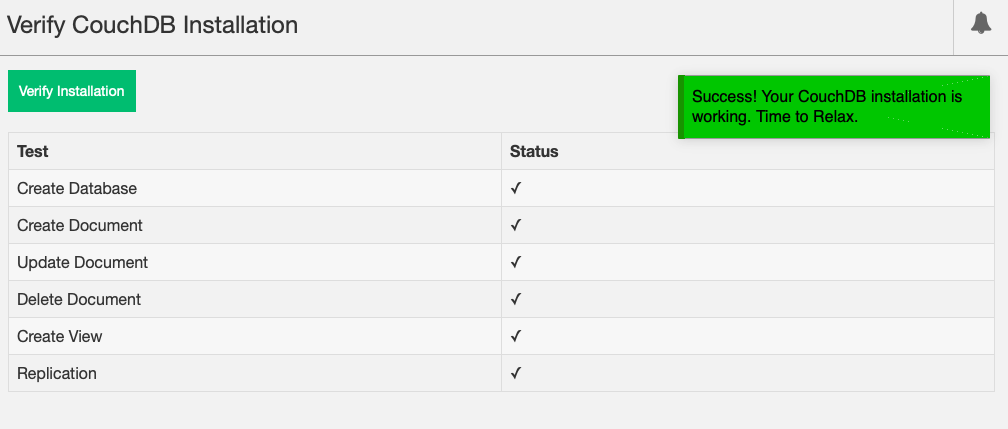 Verify CouchDB Installation
Verify Installation
Success! Your CouchDB installation is
working. Time to Relax.
Test Status
Create Database ✓
Create Document ✓
Update Document ✓
Delete Document ✓
Create View ✓
Replication ✓